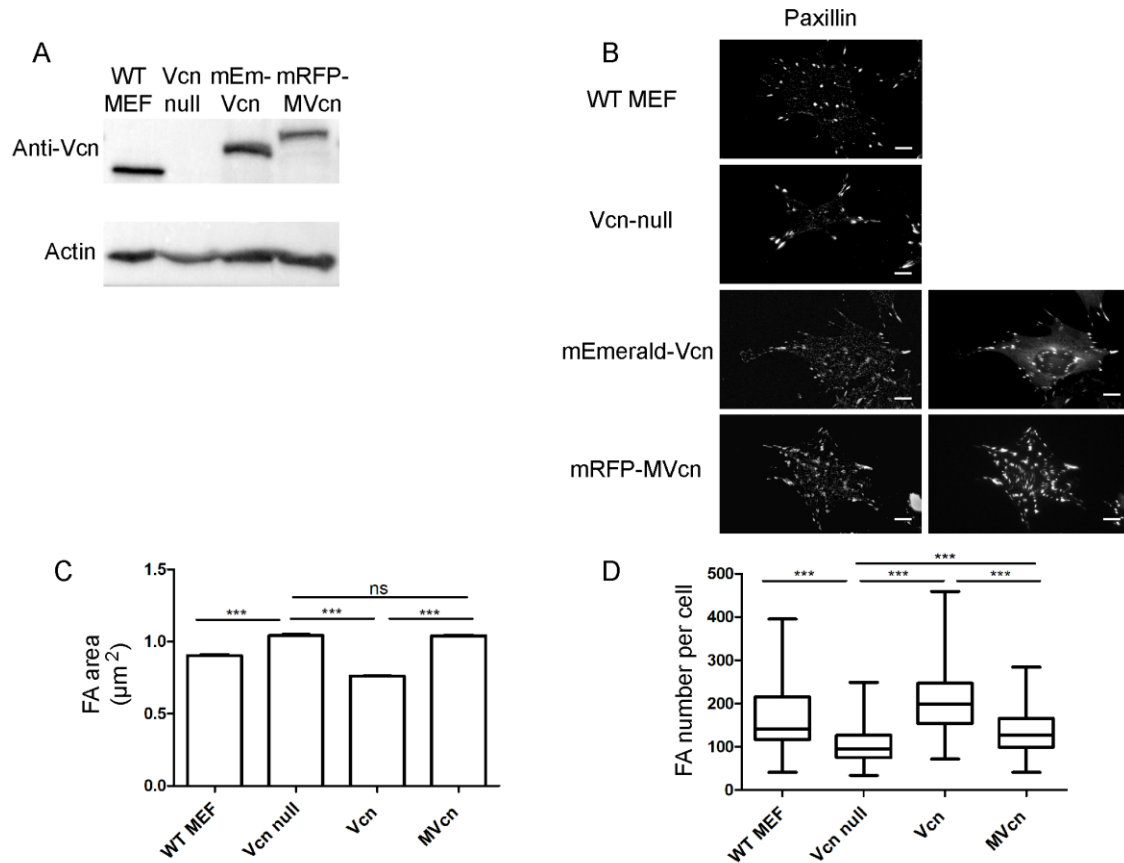 A
WT Vcn mEm- mRFP-
MEF null Vcn MVcn
Anti-Vcn
Actin
B
Paxillin
WT MEF
Vcn-null
mEmerald-Vcn
mRFP-MVcn
C
FA area
(µm²)
1.5
1.0
0.5
0.0
ns
*** *** ***
WT MEF
Vcn null
Vcn
MVcn
D
FA number per cell
500
400
300
200
100
0
***
*** *** ***
WT MEF
Vcn null
Vcn
MVcn